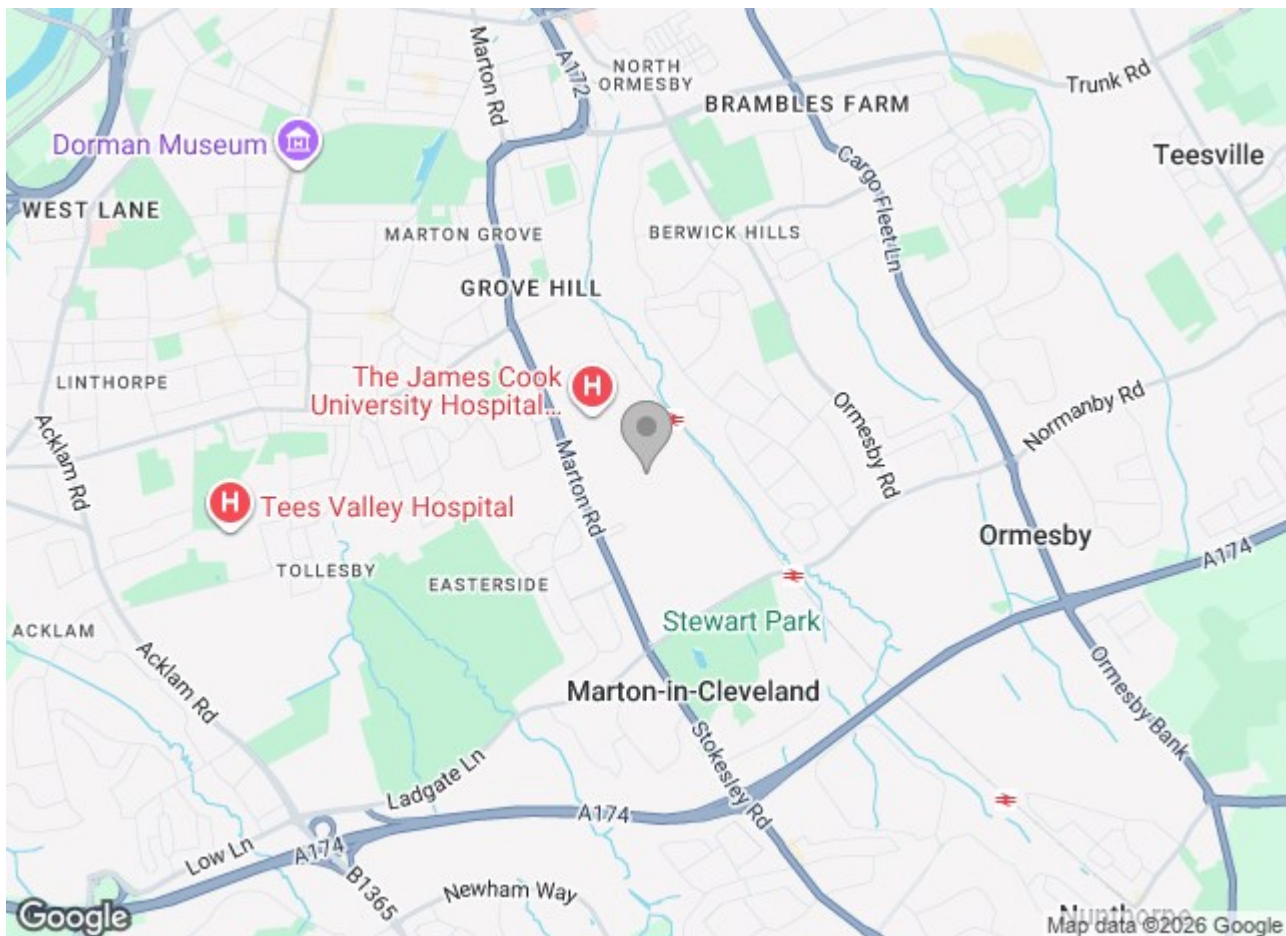 Marton Rd
A172
NORTH
ORMESBY
Trunk Rd
BRAMBLES FARM
Dorman Museum
Teesville
Cargo Fleet Ln
WEST LANE
MARTON GROVE
BERWICK HILLS
GROVE HILL
LINTHORPE
The James Cook
University Hospital...
H
Acklam Rd
Ormesby Rd
Normanby Rd
Marton Rd
H
Tees Valley Hospital
Ormesby
A174
TOLLESBY
EASTERSIDE
Stewart Park
ACKLAM
Acklam Rd
Marton-in-Cleveland
Ormesby Bank
Stokesley Rd
Ladgate Ln
A174
Low Ln
A174
B1365
Newham Way
Nunthorpe
Google
Map data ©2026 Google